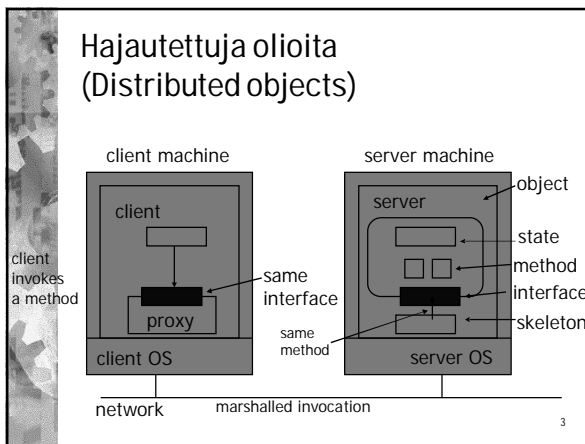 Hajautettuja olioita
(Distributed objects)
client machine
server machine
client
server
object
state
method
interface
skeleton
client
invokes
a method
same
interface
proxy
same
method
client OS
server OS
network
marshalled invocation
3